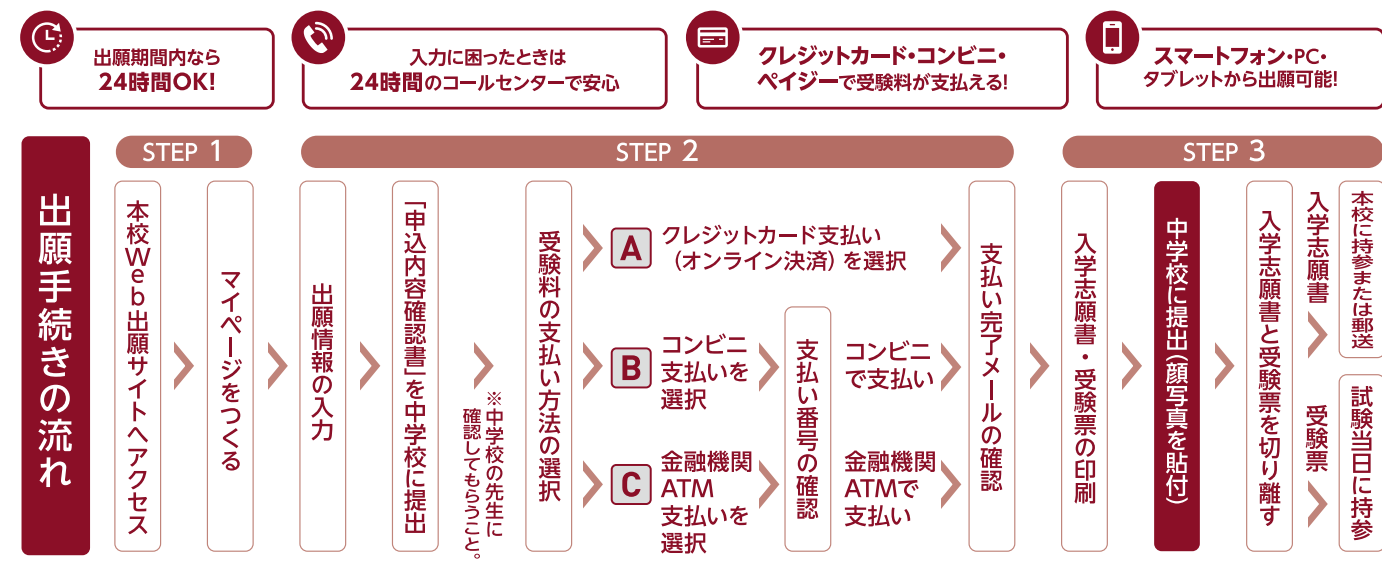 出願期間内なら
24時間OK!
入力に困ったときは
24時間のコールセンターで安心
クレジットカード・コンビニ・
ペイジーで受験料が支払える!
スマートフォン・PC・
タブレットから出願可能!
出願手続きの流れ
STEP 1
本校Web出願サイトへアクセス
マイページをつくる
STEP 2
出願情報の入力
「申込内容確認書」を中学校に提出
※中学校の先生に
確認してもらうこと。
受験料の支払い方法の選択
A
クレジットカード支払い
(オンライン決済)を選択
B
コンビニ
支払いを
選択
C
金融機関
ATM
支払いを
選択
支払い番号の確認
コンビニ
で支払い
金融機関
ATMで
支払い
支払い完了メールの確認
STEP 3
入学志願書・受験票の印刷
中学校に提出(顔写真を貼付)
入学志願書と受験票を切り離す
入学志願書
本校に持参または郵送
受験票
試験当日に持参